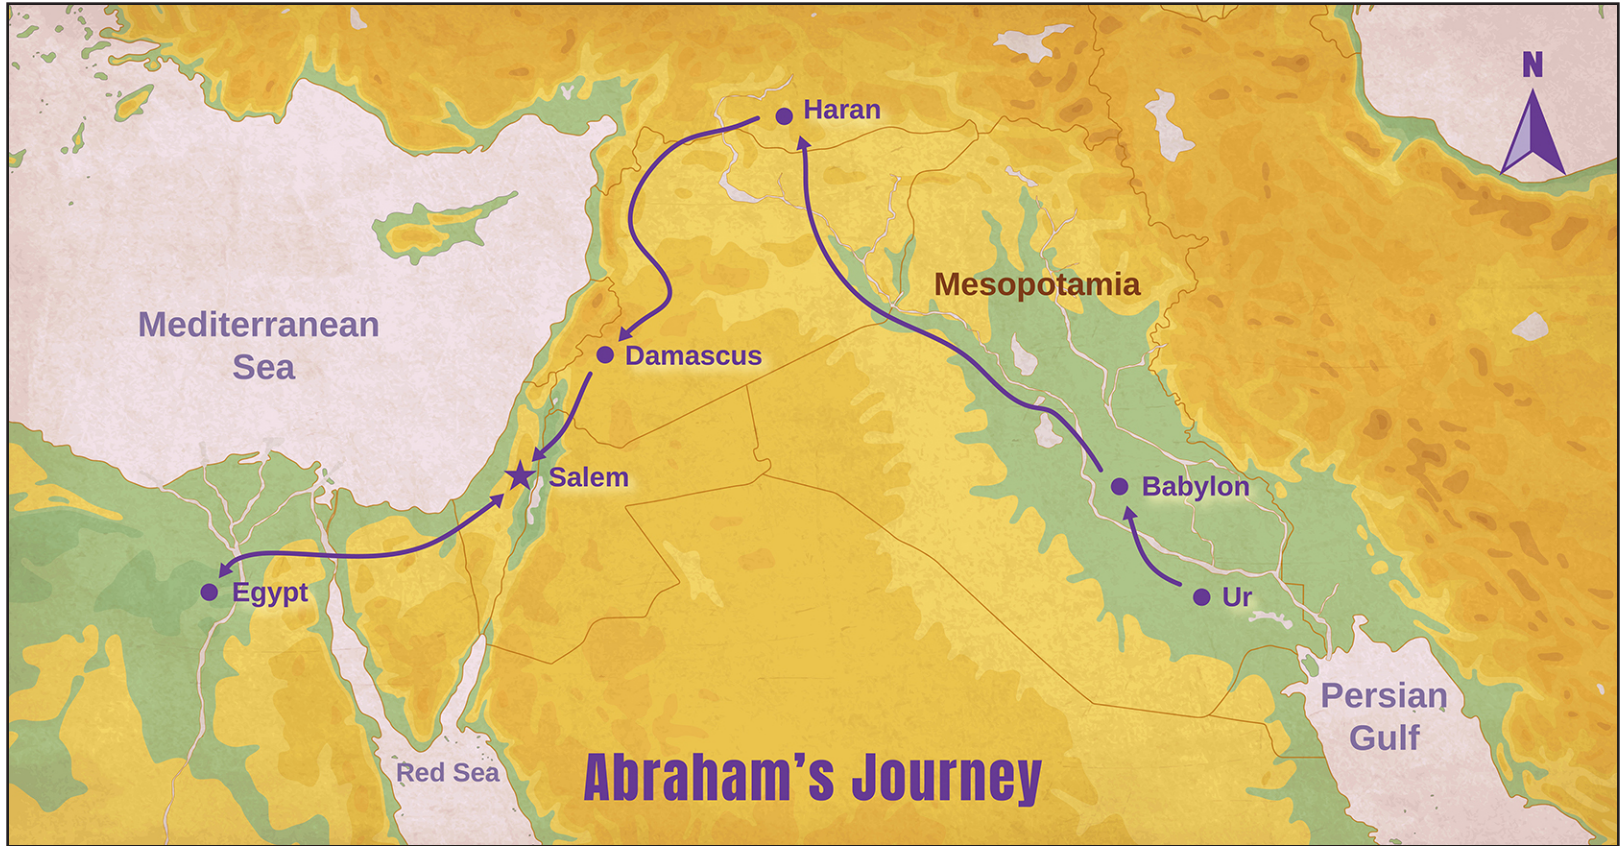 N
Haran
Mesopotamia
Mediterranean
Sea
Damascus
Salem
Babylon
Egypt
Ur
Persian
Gulf
Red Sea
Abraham’s Journey